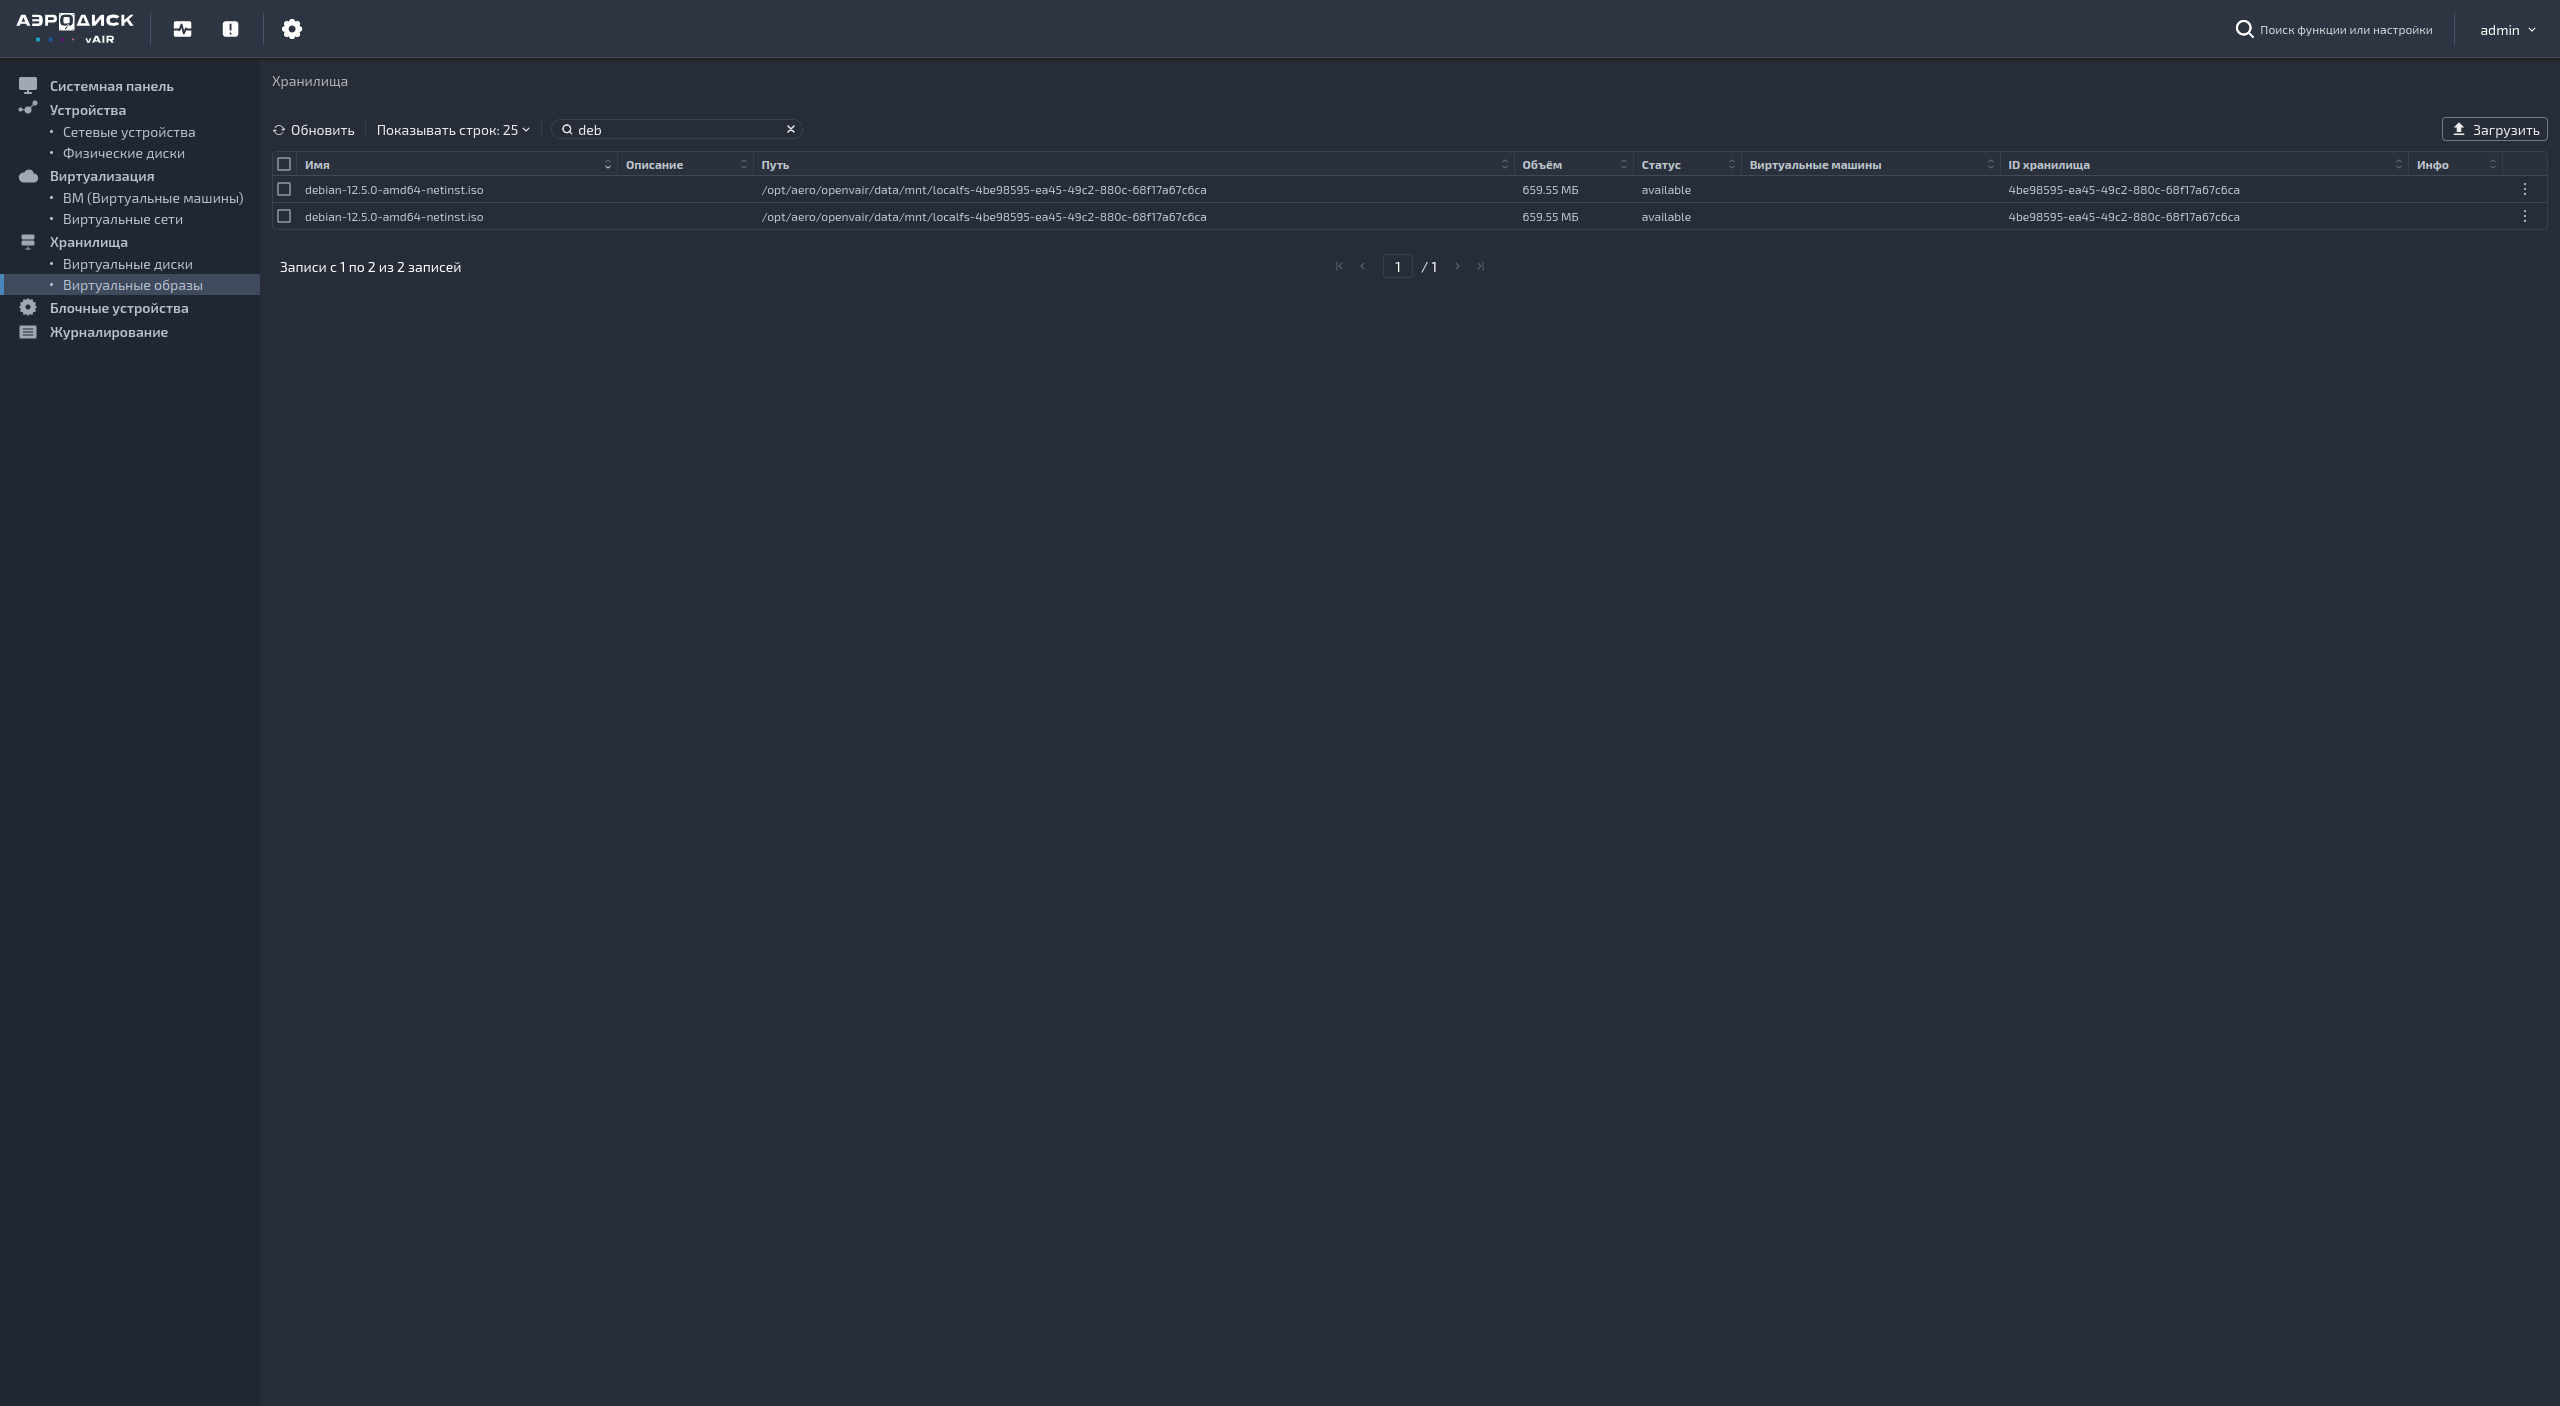 АЭРОДИСК
vAIR
Поиск функции или настройки
admin
Системная панель
Устройства
• Сетевые устройства
• Физические диски
Виртуализация
• ВМ (Виртуальные машины)
• Виртуальные сети
Хранилища
• Виртуальные диски
• Виртуальные образы
Блочные устройства
Журналирование
Хранилища
Обновить Показывать строк: 25 deb Загрузить
Имя Описание Путь Объём Статус Виртуальные машины ID хранилища Инфо
debian-12.5.0-amd64-netinst.iso /opt/aero/openvair/data/mnt/localfs-4be98595-ea45-49c2-880c-68f17a67c6ca 659.55 МБ available 4be98595-ea45-49c2-880c-68f17a67c6ca
debian-12.5.0-amd64-netinst.iso /opt/aero/openvair/data/mnt/localfs-4be98595-ea45-49c2-880c-68f17a67c6ca 659.55 МБ available 4be98595-ea45-49c2-880c-68f17a67c6ca
Записи с 1 по 2 из 2 записей 1 / 1